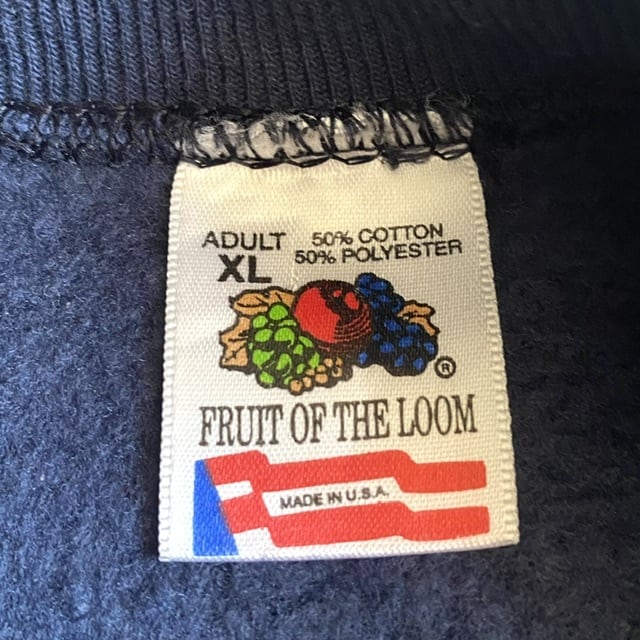 ADULT 50% COTTON
XL 50% POLYESTER
®
FRUIT OF THE LOOM
MADE IN U.S.A.